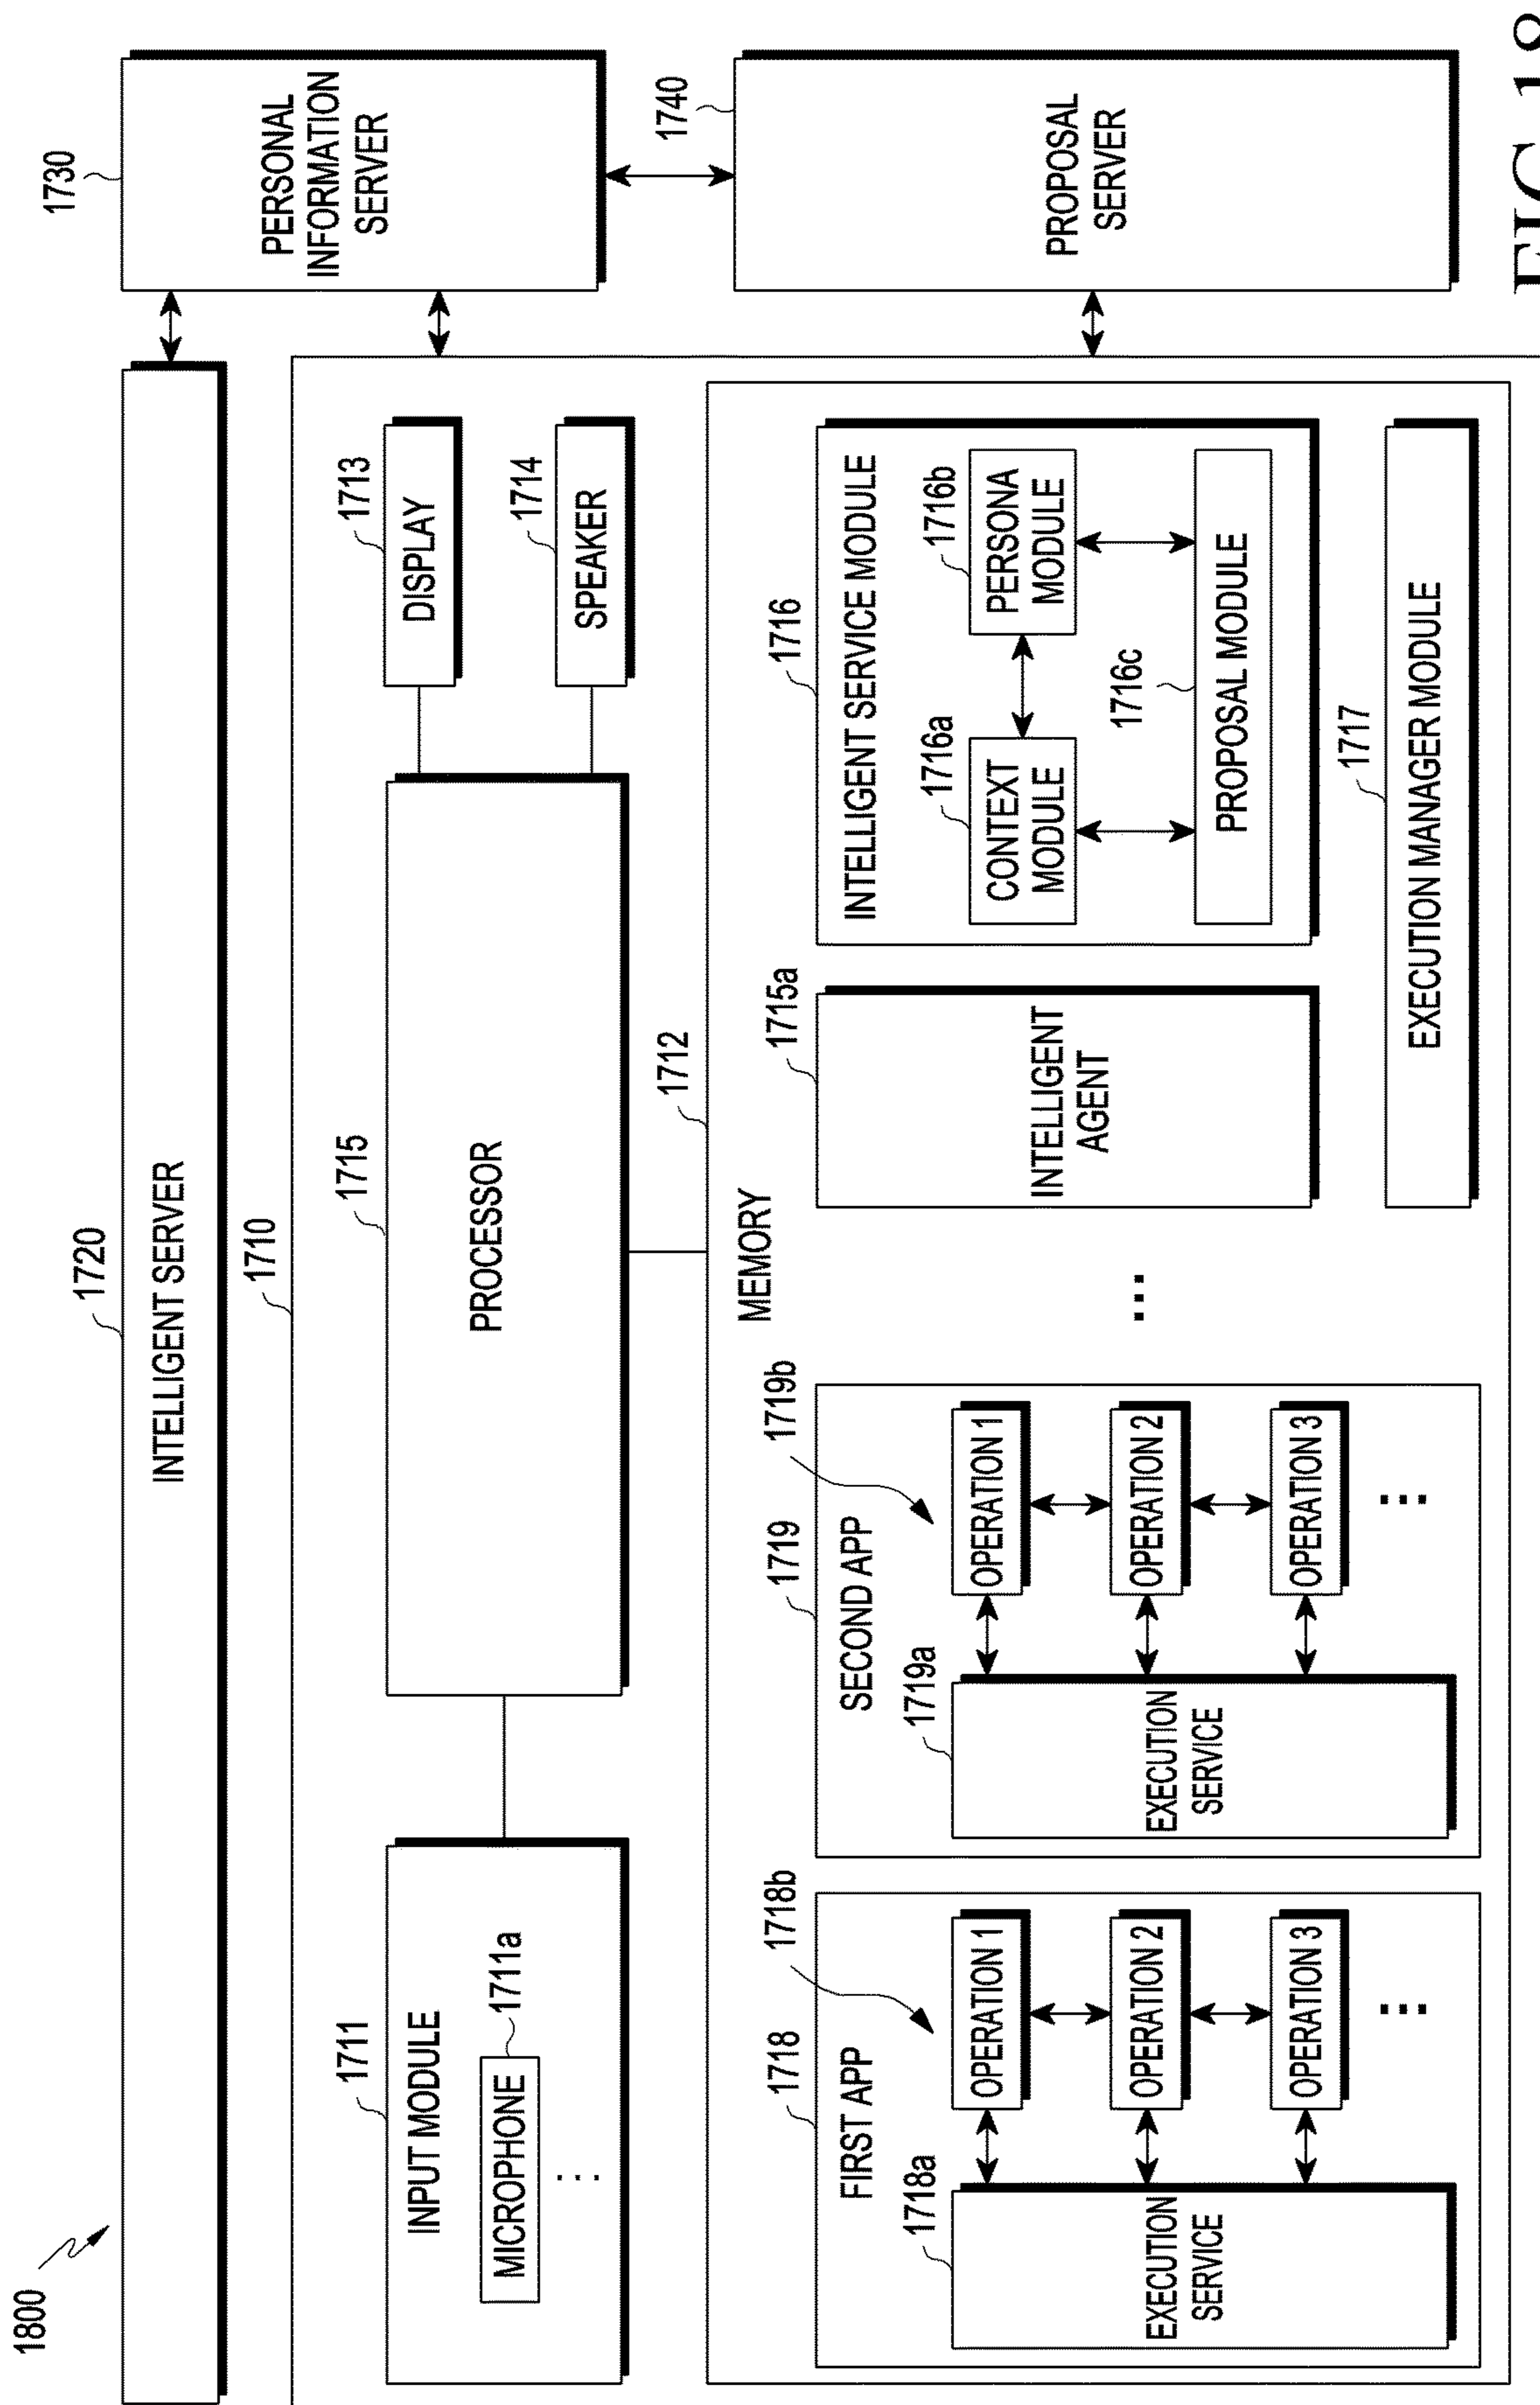 1800
1720
INTELLIGENT SERVER
1730
PERSONAL
INFORMATION
SERVER
1710
1711
INPUT MODULE
1711a
MICROPHONE
...
1715
PROCESSOR
1713
DISPLAY
1714
SPEAKER
1740
PROPOSAL
SERVER
1712
MEMORY
1718
FIRST APP
1718b
1718a
EXECUTION
SERVICE
OPERATION 1
OPERATION 2
OPERATION 3
...
1719
SECOND APP
1719b
1719a
EXECUTION
SERVICE
OPERATION 1
OPERATION 2
OPERATION 3
...
...
1715a
INTELLIGENT
AGENT
1716
INTELLIGENT SERVICE MODULE
1716a
CONTEXT
MODULE
1716b
PERSONA
MODULE
1716c
PROPOSAL MODULE
1717
EXECUTION MANAGER MODULE
FIG.18